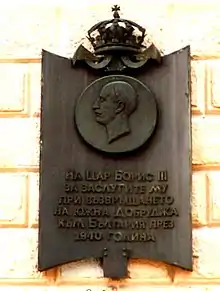 НА ЦАР БОРИС III
ЗА ЗАСЛУГИТЕ МУ
ПРИ ВЪЗВРЪЩАНЕТО
НА ЮЖНА ДОБРУДЖА
КЪМ БЪЛГАРИЯ ПРЕЗ
1940 ГОДИНА